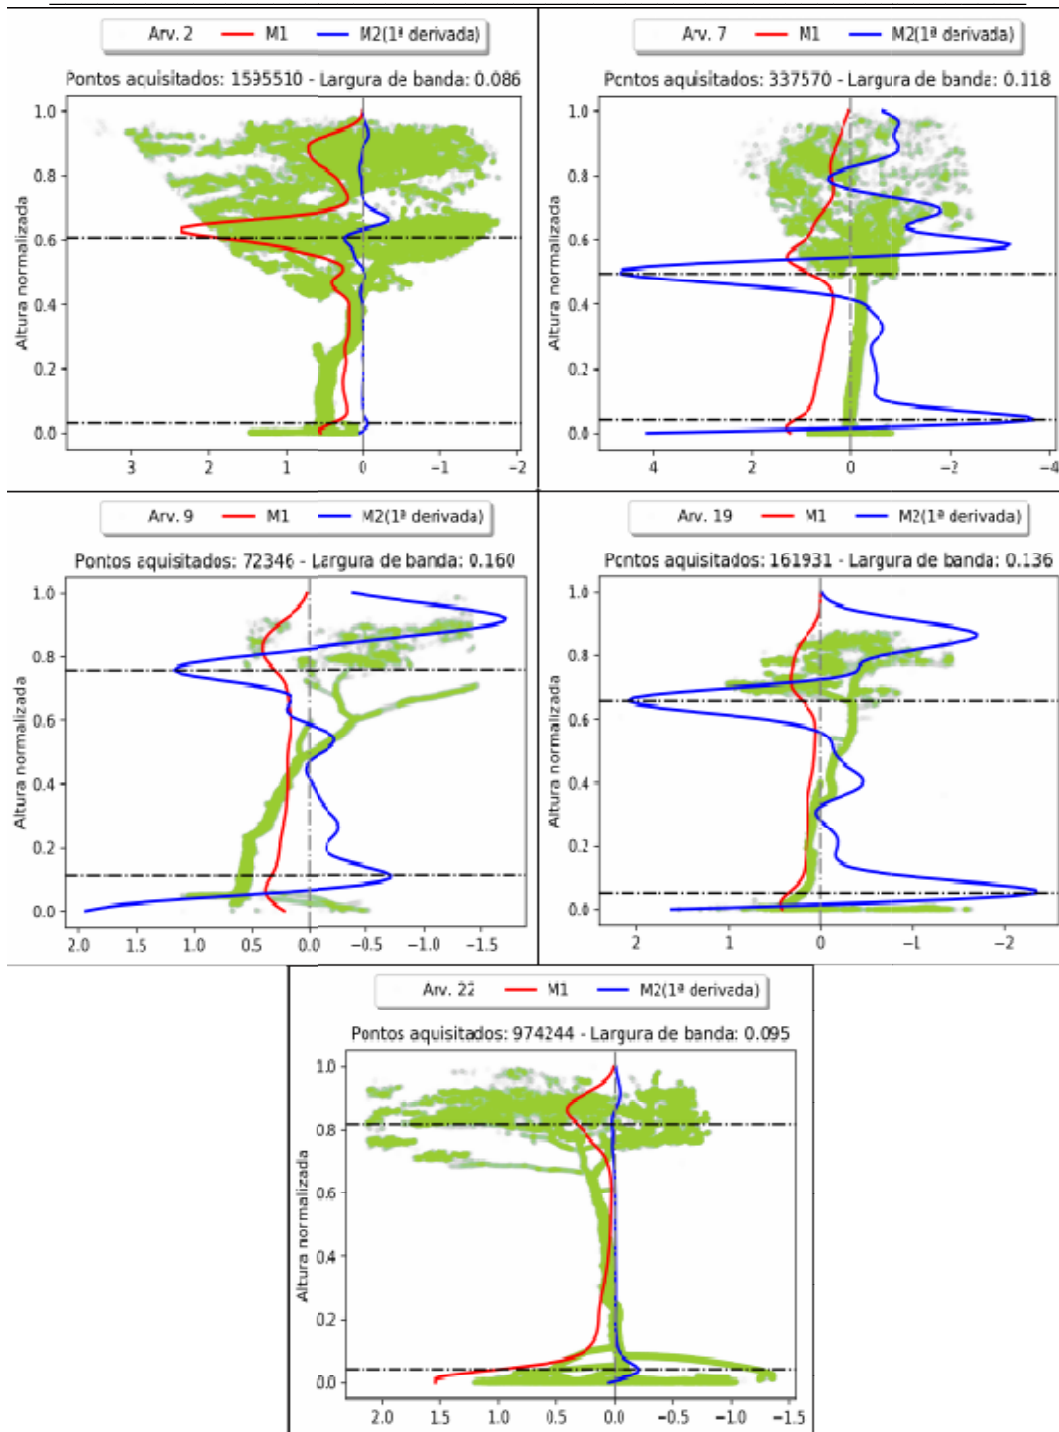 Arv. 2 M1 M2(1ª derivada)
Pontos aquisitados: 1595510 - Largura de banda: 0.086
Altura normalizada
1.0
0.8
0.6
0.4
0.2
0.0
3 2 1 0 −1 −2
Arv. 7 M1 M2(1ª derivada)
Pontos aquisitados: 337570 - Largura de banda: 0.118
Altura normalizada
1.0
0.8
0.6
0.4
0.2
0.0
4 2 0 −2 −4
Arv. 9 M1 M2(1ª derivada)
Pontos aquisitados: 72346 - Largura de banda: 0.160
Altura normalizada
1.0
0.8
0.6
0.4
0.2
0.0
2.0 1.5 1.0 0.5 0.0 −0.5 −1.0 −1.5
Arv. 19 M1 M2(1ª derivada)
Pontos aquisitados: 161931 - Largura de banda: 0.136
Altura normalizada
1.0
0.8
0.6
0.4
0.2
0.0
2 1 0 −1 −2
Arv. 22 M1 M2(1ª derivada)
Pontos aquisitados: 974244 - Largura de banda: 0.095
Altura normalizada
1.0
0.8
0.6
0.4
0.2
0.0
2.0 1.5 1.0 0.5 0.0 −0.5 −1.0 −1.5